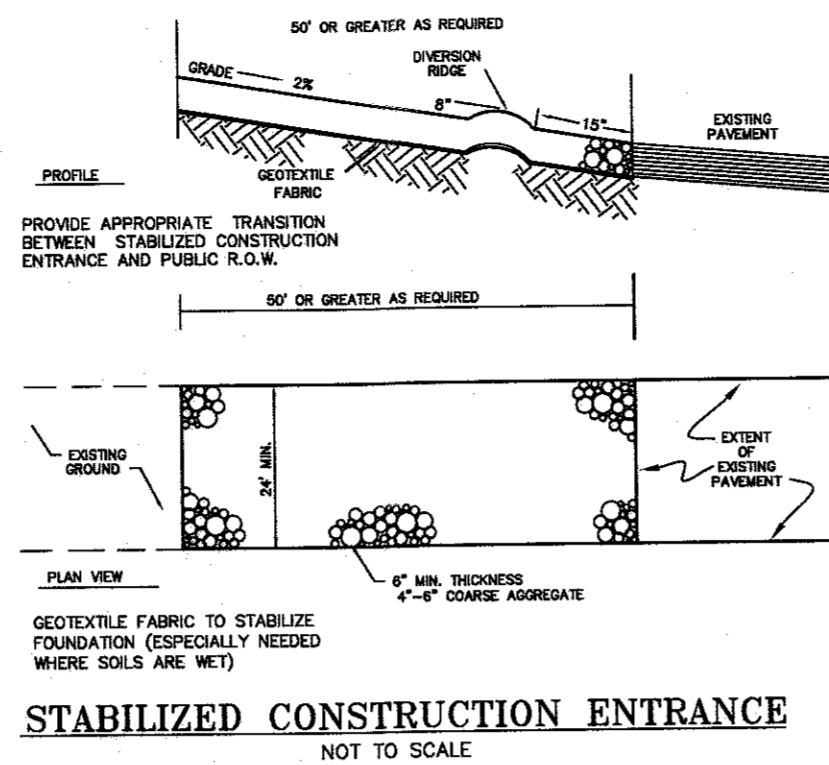 50' OR GREATER AS REQUIRED
DIVERSION
RIDGE
GRADE
2%
8"
15"
EXISTING
PAVEMENT
PROFILE
GEOTEXTILE
FABRIC
PROVIDE APPROPRIATE TRANSITION
BETWEEN STABILIZED CONSTRUCTION
ENTRANCE AND PUBLIC R.O.W.
50' OR GREATER AS REQUIRED
EXISTING
GROUND
24' MIN.
EXTENT
OF
EXISTING
PAVEMENT
PLAN VIEW
6" MIN. THICKNESS
4"-6" COARSE AGGREGATE
GEOTEXTILE FABRIC TO STABILIZE
FOUNDATION (ESPECIALLY NEEDED
WHERE SOILS ARE WET)
STABILIZED CONSTRUCTION ENTRANCE
NOT TO SCALE